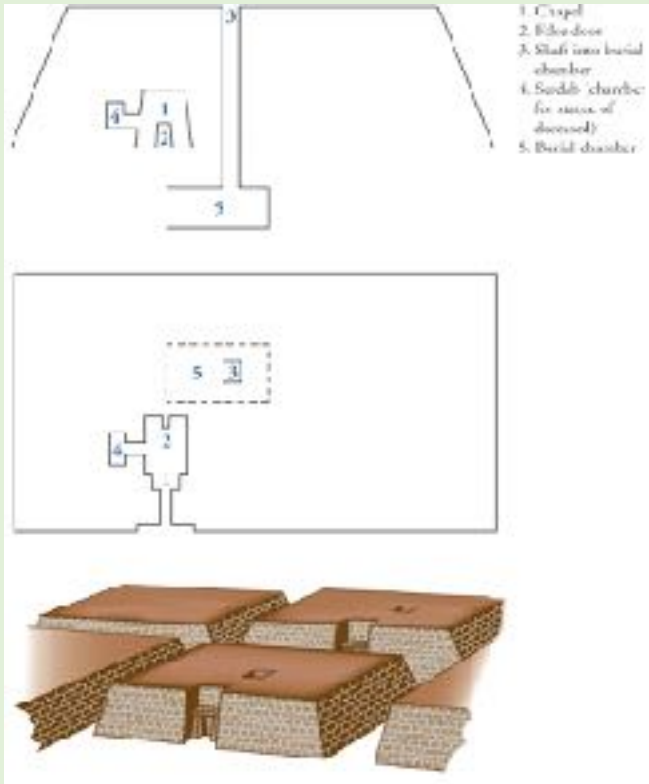 1. Chapel
2. False door
3. Shaft into burial
chamber
4. Serdab (chamber
for statue of
deceased)
5. Burial chamber
3
4
1
2
5
5
3
4
2